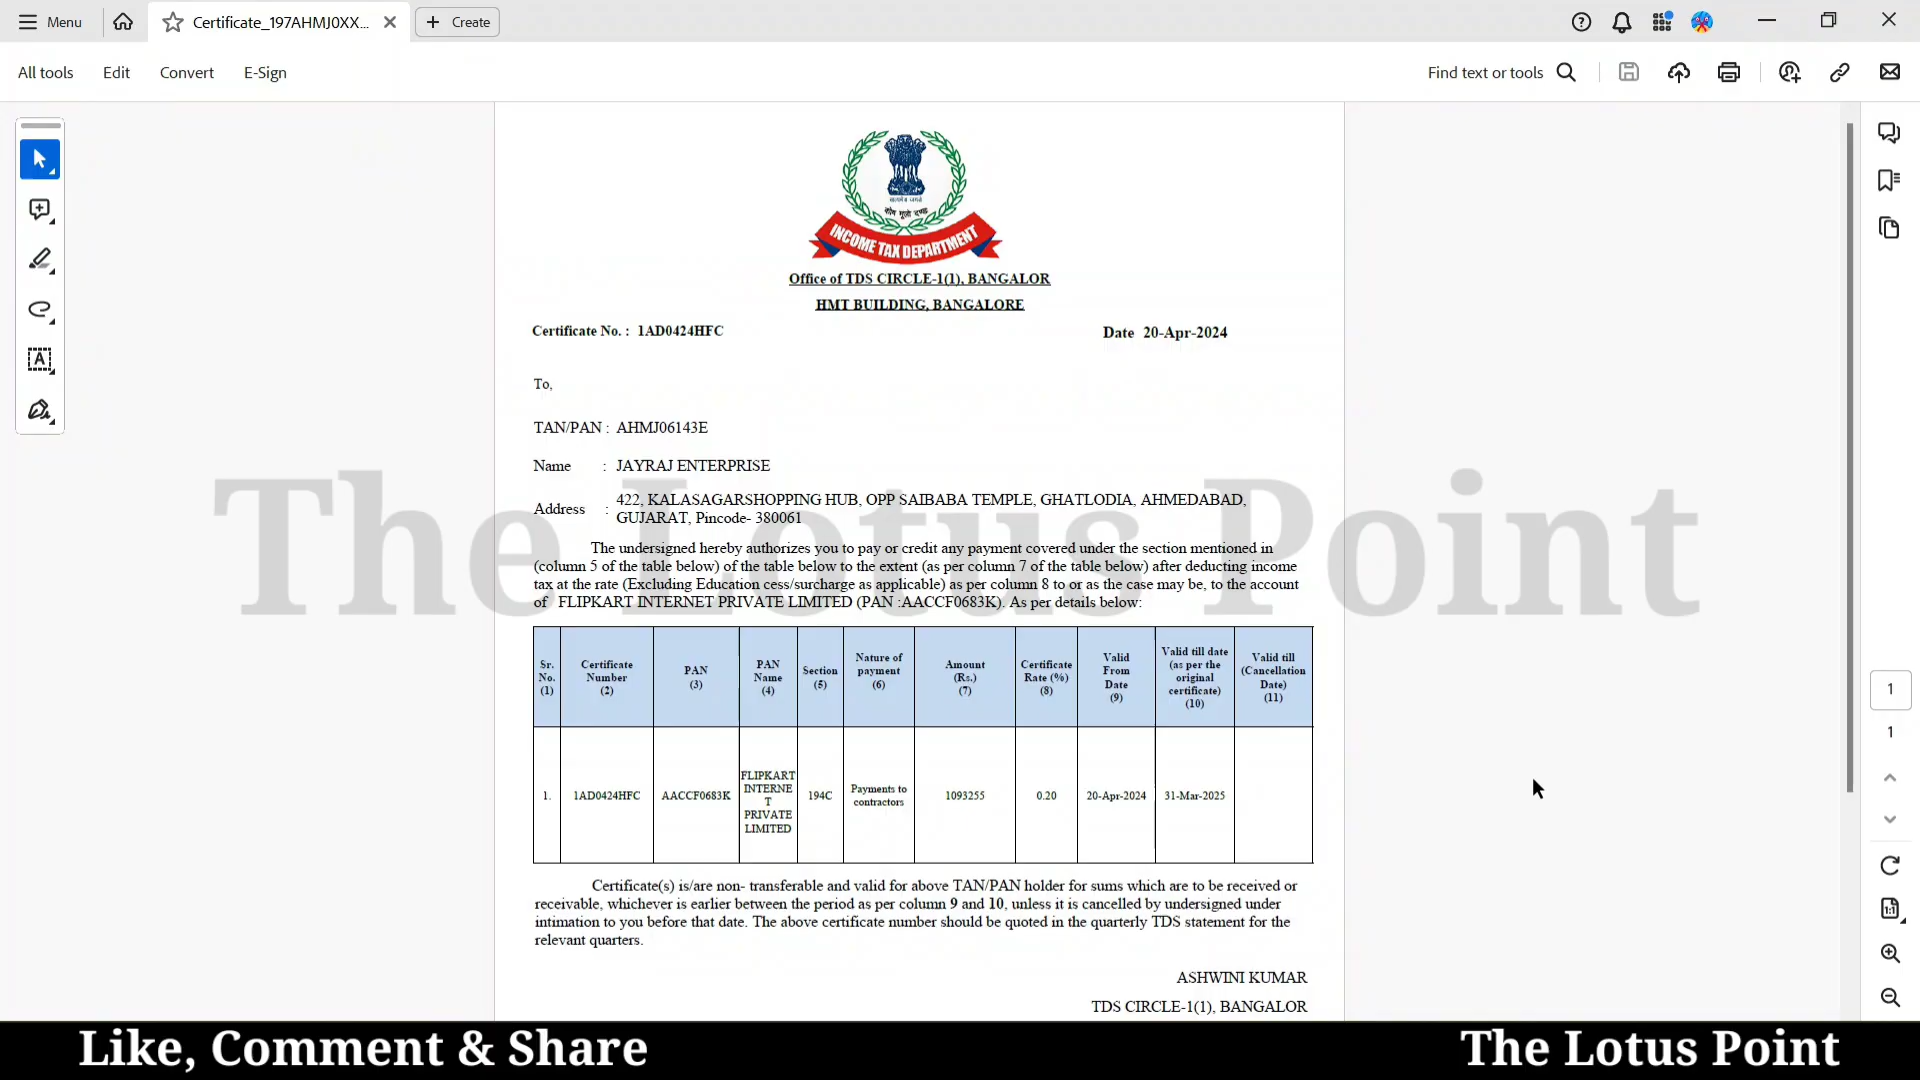 Menu
Certificate_197AHMJ0XX...
Create
All tools
Edit
Convert
E-Sign
Find text or tools
सत्यमेव जयते
कोष मूलो दण्डः
INCOME TAX DEPARTMENT
Office of TDS CIRCLE-1(1), BANGALOR
HMT BUILDING, BANGALORE
Certificate No. : 1AD0424HFC
Date 20-Apr-2024
To,
TAN/PAN : AHMJ06143E
Name : JAYRAJ ENTERPRISE
Address : 422, KALASAGARSHOPPING HUB, OPP SAIBABA TEMPLE, GHATLODIA, AHMEDABAD,
GUJARAT, Pincode- 380061
The Lotus Point
The undersigned hereby authorizes you to pay or credit any payment covered under the section mentioned in
(column 5 of the table below) of the table below to the extent (as per column 7 of the table below) after deducting income
tax at the rate (Excluding Education cess/surcharge as applicable) as per column 8 to or as the case may be, to the account
of FLIPKART INTERNET PRIVATE LIMITED (PAN :AACCF0683K). As per details below:
Sr. No. (1)
Certificate Number (2)
PAN (3)
PAN Name (4)
Section (5)
Nature of payment (6)
Amount (Rs.) (7)
Certificate Rate (%) (8)
Valid From Date (9)
Valid till date (as per the original certificate) (10)
Valid till (Cancellation Date) (11)
1.
1AD0424HFC
AACCF0683K
FLIPKART
INTERNE
T
PRIVATE
LIMITED
194C
Payments to
contractors
1093255
0.20
20-Apr-2024
31-Mar-2025
Certificate(s) is/are non- transferable and valid for above TAN/PAN holder for sums which are to be received or
receivable, whichever is earlier between the period as per column 9 and 10, unless it is cancelled by undersigned under
intimation to you before that date. The above certificate number should be quoted in the quarterly TDS statement for the
relevant quarters.
ASHWINI KUMAR
TDS CIRCLE-1(1), BANGALOR
1
1
Like, Comment & Share
The Lotus Point